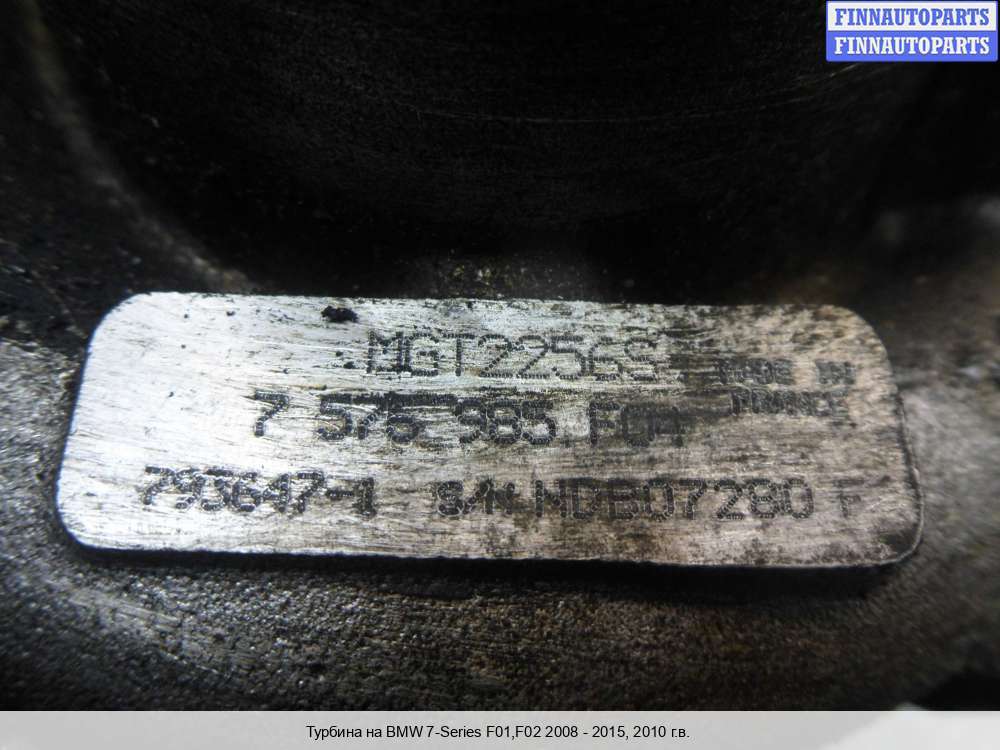 FINNAUTOPARTS
FINNAUTOPARTS
MGT2256S
MADE IN
FRANCE
7 575 985 F04
793647-1 S/N NDB07280 F
Турбина на BMW 7-Series F01,F02 2008 - 2015, 2010 г.в.